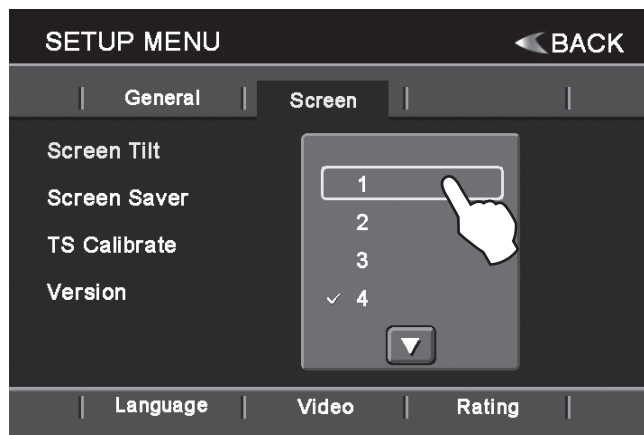 SETUP MENU BACK
General Screen
Screen Tilt
Screen Saver
TS Calibrate
Version
1
2
3
✓ 4
Language Video Rating